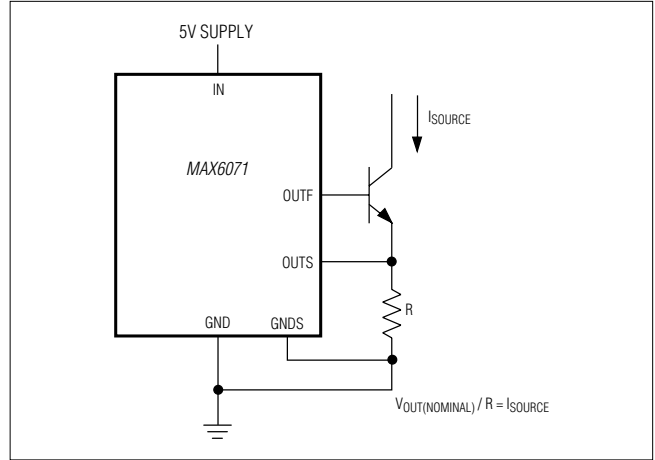 5V SUPPLY
IN
ISOURCE
MAX6071
OUTF
OUTS
R
GND
GNDS
VOUT(NOMINAL) / R = ISOURCE